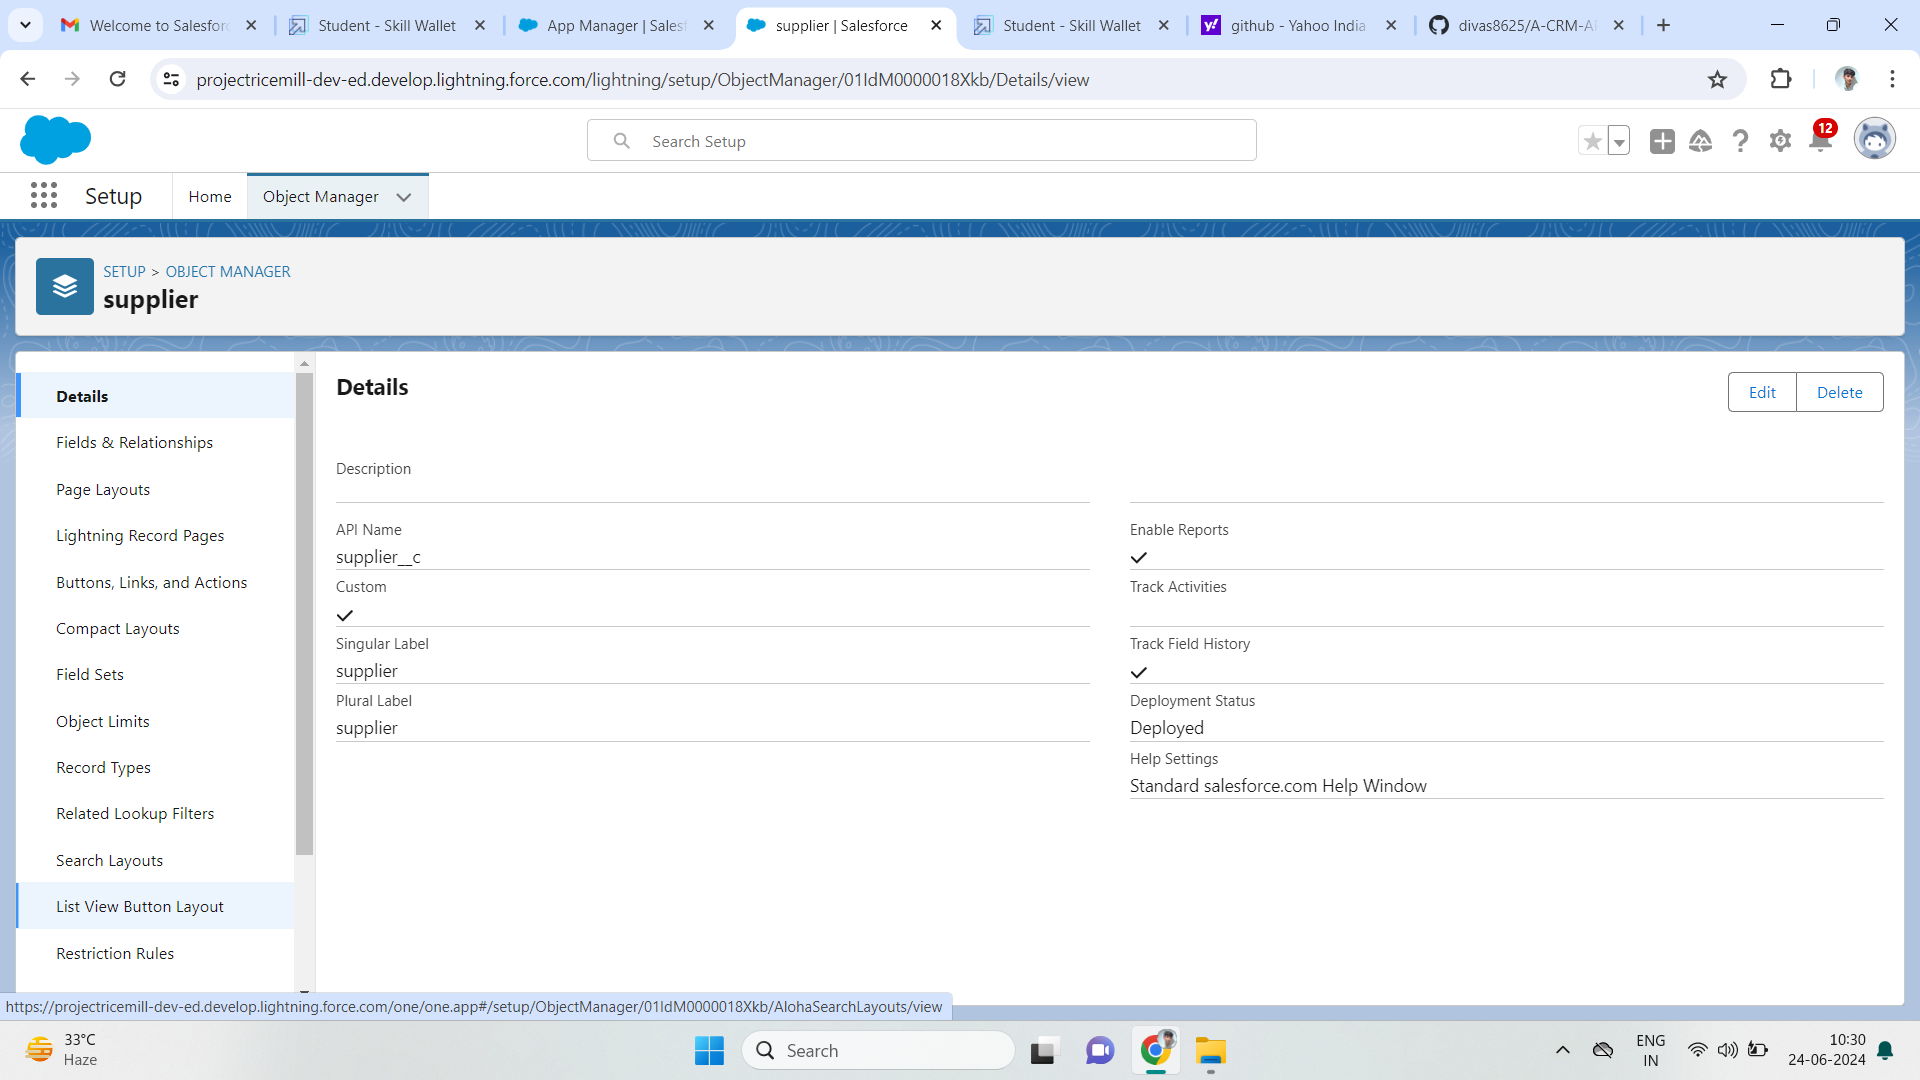 Welcome to Salesforc
Student - Skill Wallet
App Manager | Salesf
supplier | Salesforce
Student - Skill Wallet
github - Yahoo India
divas8625/A-CRM-A
projectricemill-dev-ed.develop.lightning.force.com/lightning/setup/ObjectManager/01IdM0000018Xkb/Details/view
Search Setup
12
Setup
Home
Object Manager
SETUP > OBJECT MANAGER
supplier
Details
Fields & Relationships
Page Layouts
Lightning Record Pages
Buttons, Links, and Actions
Compact Layouts
Field Sets
Object Limits
Record Types
Related Lookup Filters
Search Layouts
List View Button Layout
Restriction Rules
Details
Edit
Delete
Description
API Name
supplier__c
Custom
Singular Label
supplier
Plural Label
supplier
Enable Reports
Track Activities
Track Field History
Deployment Status
Deployed
Help Settings
Standard salesforce.com Help Window
https://projectricemill-dev-ed.develop.lightning.force.com/one/one.app#/setup/ObjectManager/01IdM0000018Xkb/AlohaSearchLayouts/view
33°C
Haze
Search
ENG
IN
10:30
24-06-2024